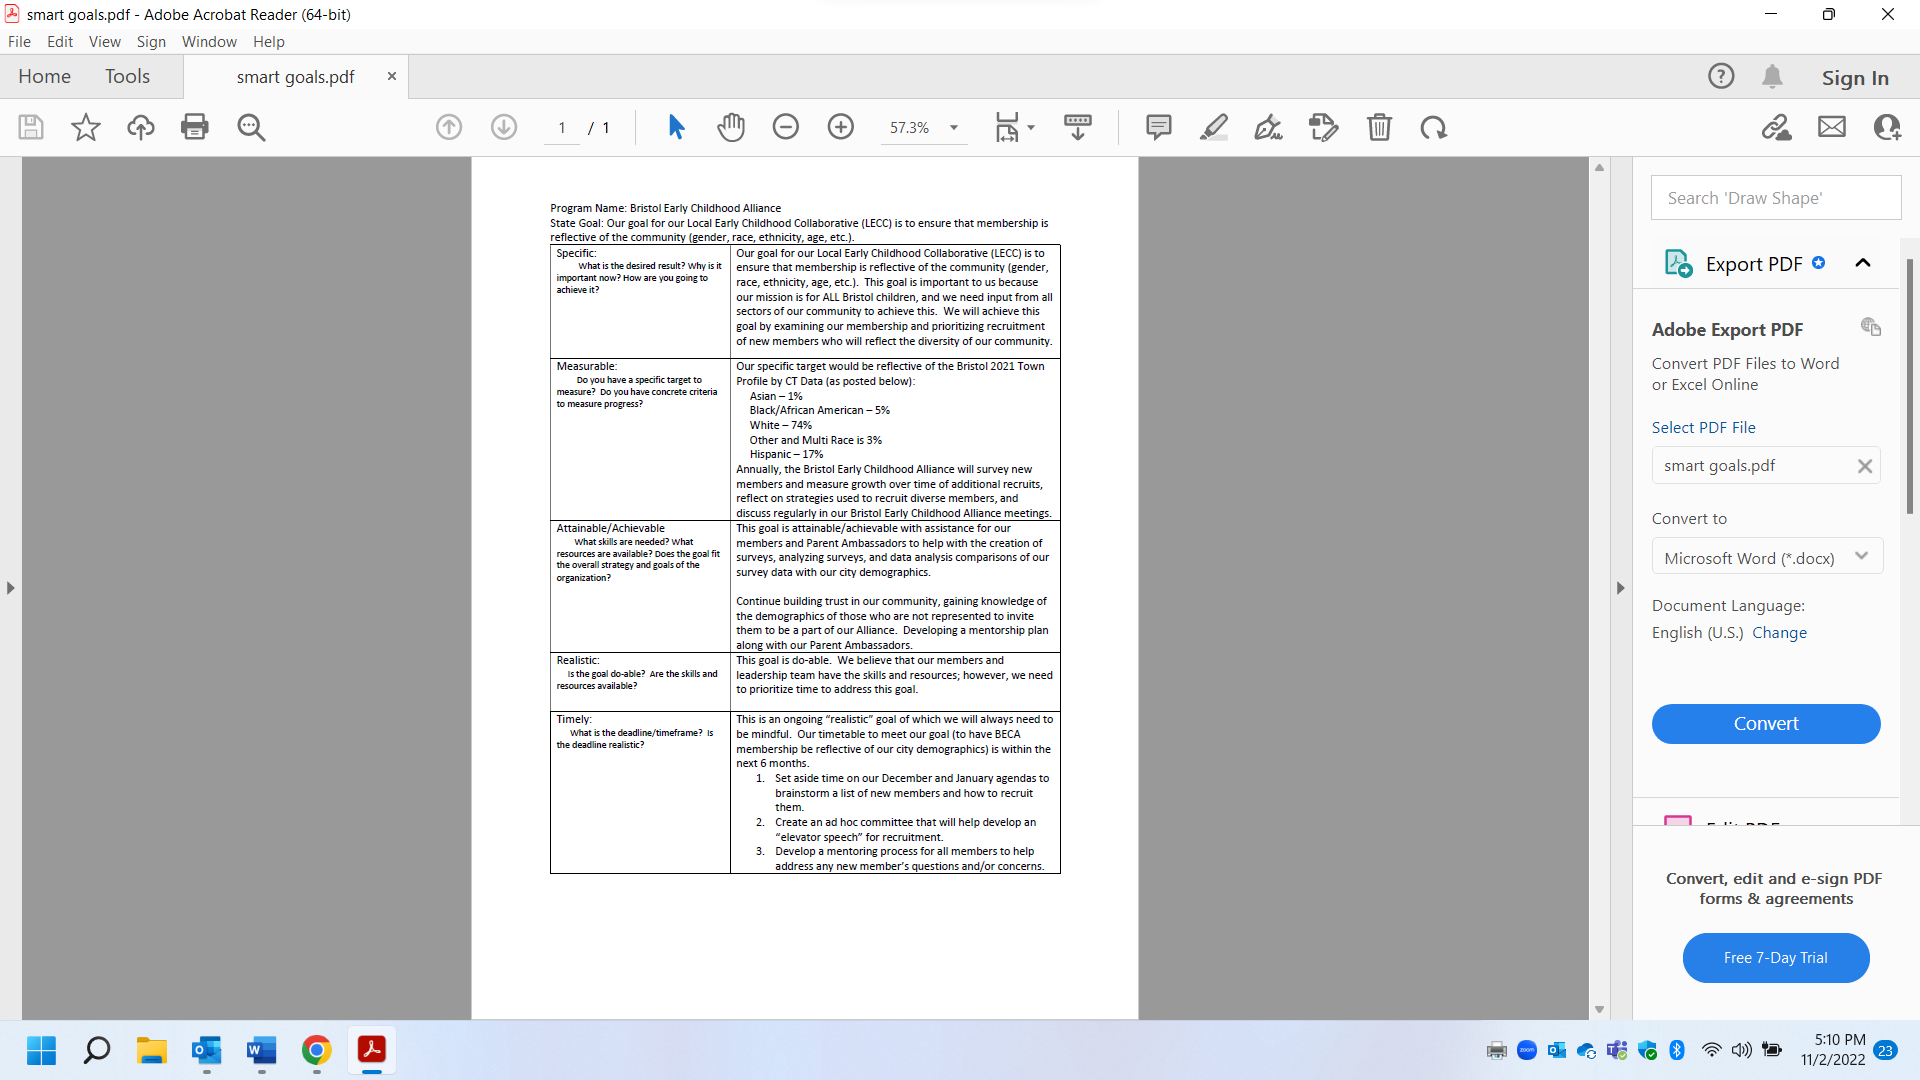 smart goals.pdf - Adobe Acrobat Reader (64-bit)
File Edit View Sign Window Help
Home Tools smart goals.pdf × Sign In
1 / 1 57.3%
Program Name: Bristol Early Childhood Alliance
State Goal: Our goal for our Local Early Childhood Collaborative (LECC) is to ensure that membership is
reflective of the community (gender, race, ethnicity, age, etc.).
Specific:
What is the desired result? Why is it
important now? How are you going to
achieve it?
Our goal for our Local Early Childhood Collaborative (LECC) is to
ensure that membership is reflective of the community (gender,
race, ethnicity, age, etc.). This goal is important to us because
our mission is for ALL Bristol children, and we need input from all
sectors of our community to achieve this. We will achieve this
goal by examining our membership and prioritizing recruitment
of new members who will reflect the diversity of our community.
Measurable:
Do you have a specific target to
measure? Do you have concrete criteria
to measure progress?
Our specific target would be reflective of the Bristol 2021 Town
Profile by CT Data (as posted below):
Asian – 1%
Black/African American – 5%
White – 74%
Other and Multi Race is 3%
Hispanic – 17%
Annually, the Bristol Early Childhood Alliance will survey new
members and measure growth over time of additional recruits,
reflect on strategies used to recruit diverse members, and
discuss regularly in our Bristol Early Childhood Alliance meetings.
Attainable/Achievable
What skills are needed? What
resources are available? Does the goal fit
the overall strategy and goals of the
organization?
This goal is attainable/achievable with assistance for our
members and Parent Ambassadors to help with the creation of
surveys, analyzing surveys, and data analysis comparisons of our
survey data with our city demographics.
Continue building trust in our community, gaining knowledge of
the demographics of those who are not represented to invite
them to be a part of our Alliance. Developing a mentorship plan
along with our Parent Ambassadors.
Realistic:
Is the goal do-able? Are the skills and
resources available?
This goal is do-able. We believe that our members and
leadership team have the skills and resources; however, we need
to prioritize time to address this goal.
Timely:
What is the deadline/timeframe? Is
the deadline realistic?
This is an ongoing “realistic” goal of which we will always need to
be mindful. Our timetable to meet our goal (to have BECA
membership be reflective of our city demographics) is within the
next 6 months.
1. Set aside time on our December and January agendas to
brainstorm a list of new members and how to recruit
them.
2. Create an ad hoc committee that will help develop an
“elevator speech” for recruitment.
3. Develop a mentoring process for all members to help
address any new member’s questions and/or concerns.
Search 'Draw Shape'
Export PDF
Adobe Export PDF
Convert PDF Files to Word
or Excel Online
Select PDF File
smart goals.pdf
Convert to
Microsoft Word (*.docx)
Document Language:
English (U.S.) Change
Convert
Edit PDF
Convert, edit and e-sign PDF
forms & agreements
Free 7-Day Trial
zoom
5:10 PM
11/2/2022 23